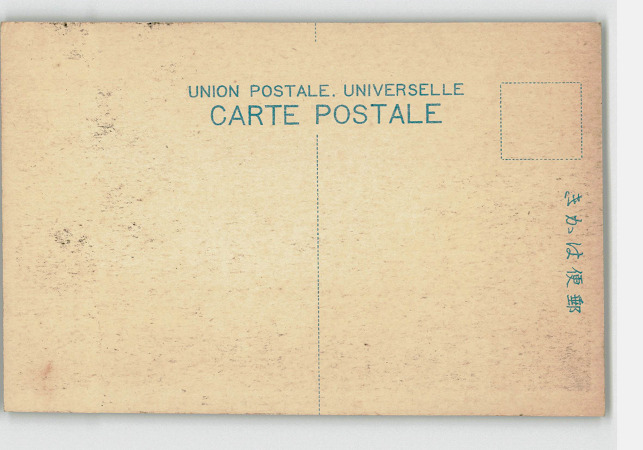 UNION POSTALE. UNIVERSELLE
CARTE POSTALE
きかは便郵